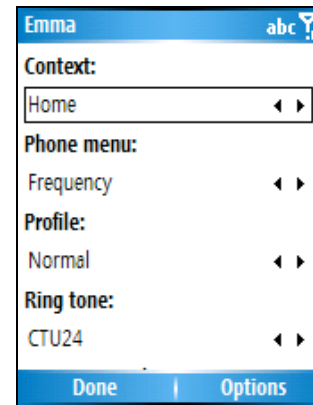 Emma abc
Context:
Home
Phone menu:
Frequency
Profile:
Normal
Ring tone:
CTU24
Done Options